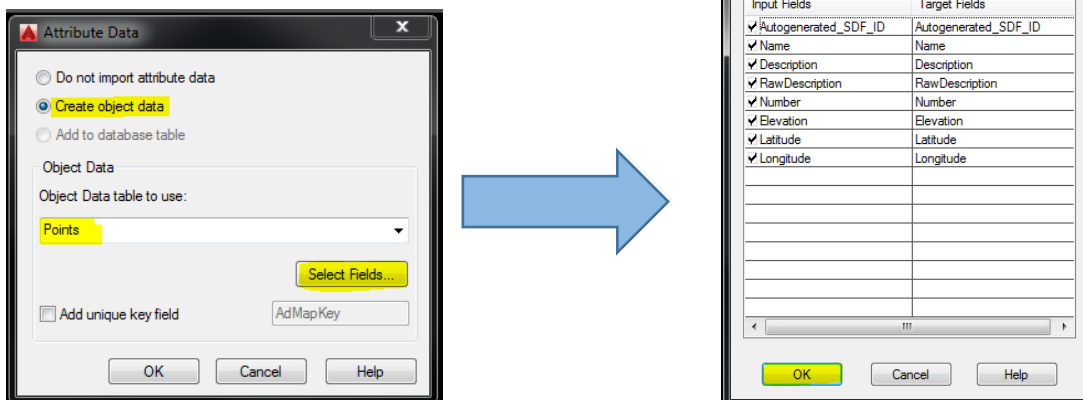 Attribute Data
x
Do not import attribute data
Create object data
Add to database table
Object Data
Object Data table to use:
Points
Select Fields...
Add unique key field AdMapKey
OK Cancel Help
Input Fields Target Fields
Autogenerated_SDF_ID Autogenerated_SDF_ID
Name Name
Description Description
RawDescription RawDescription
Number Number
Elevation Elevation
Latitude Latitude
Longitude Longitude
OK Cancel Help